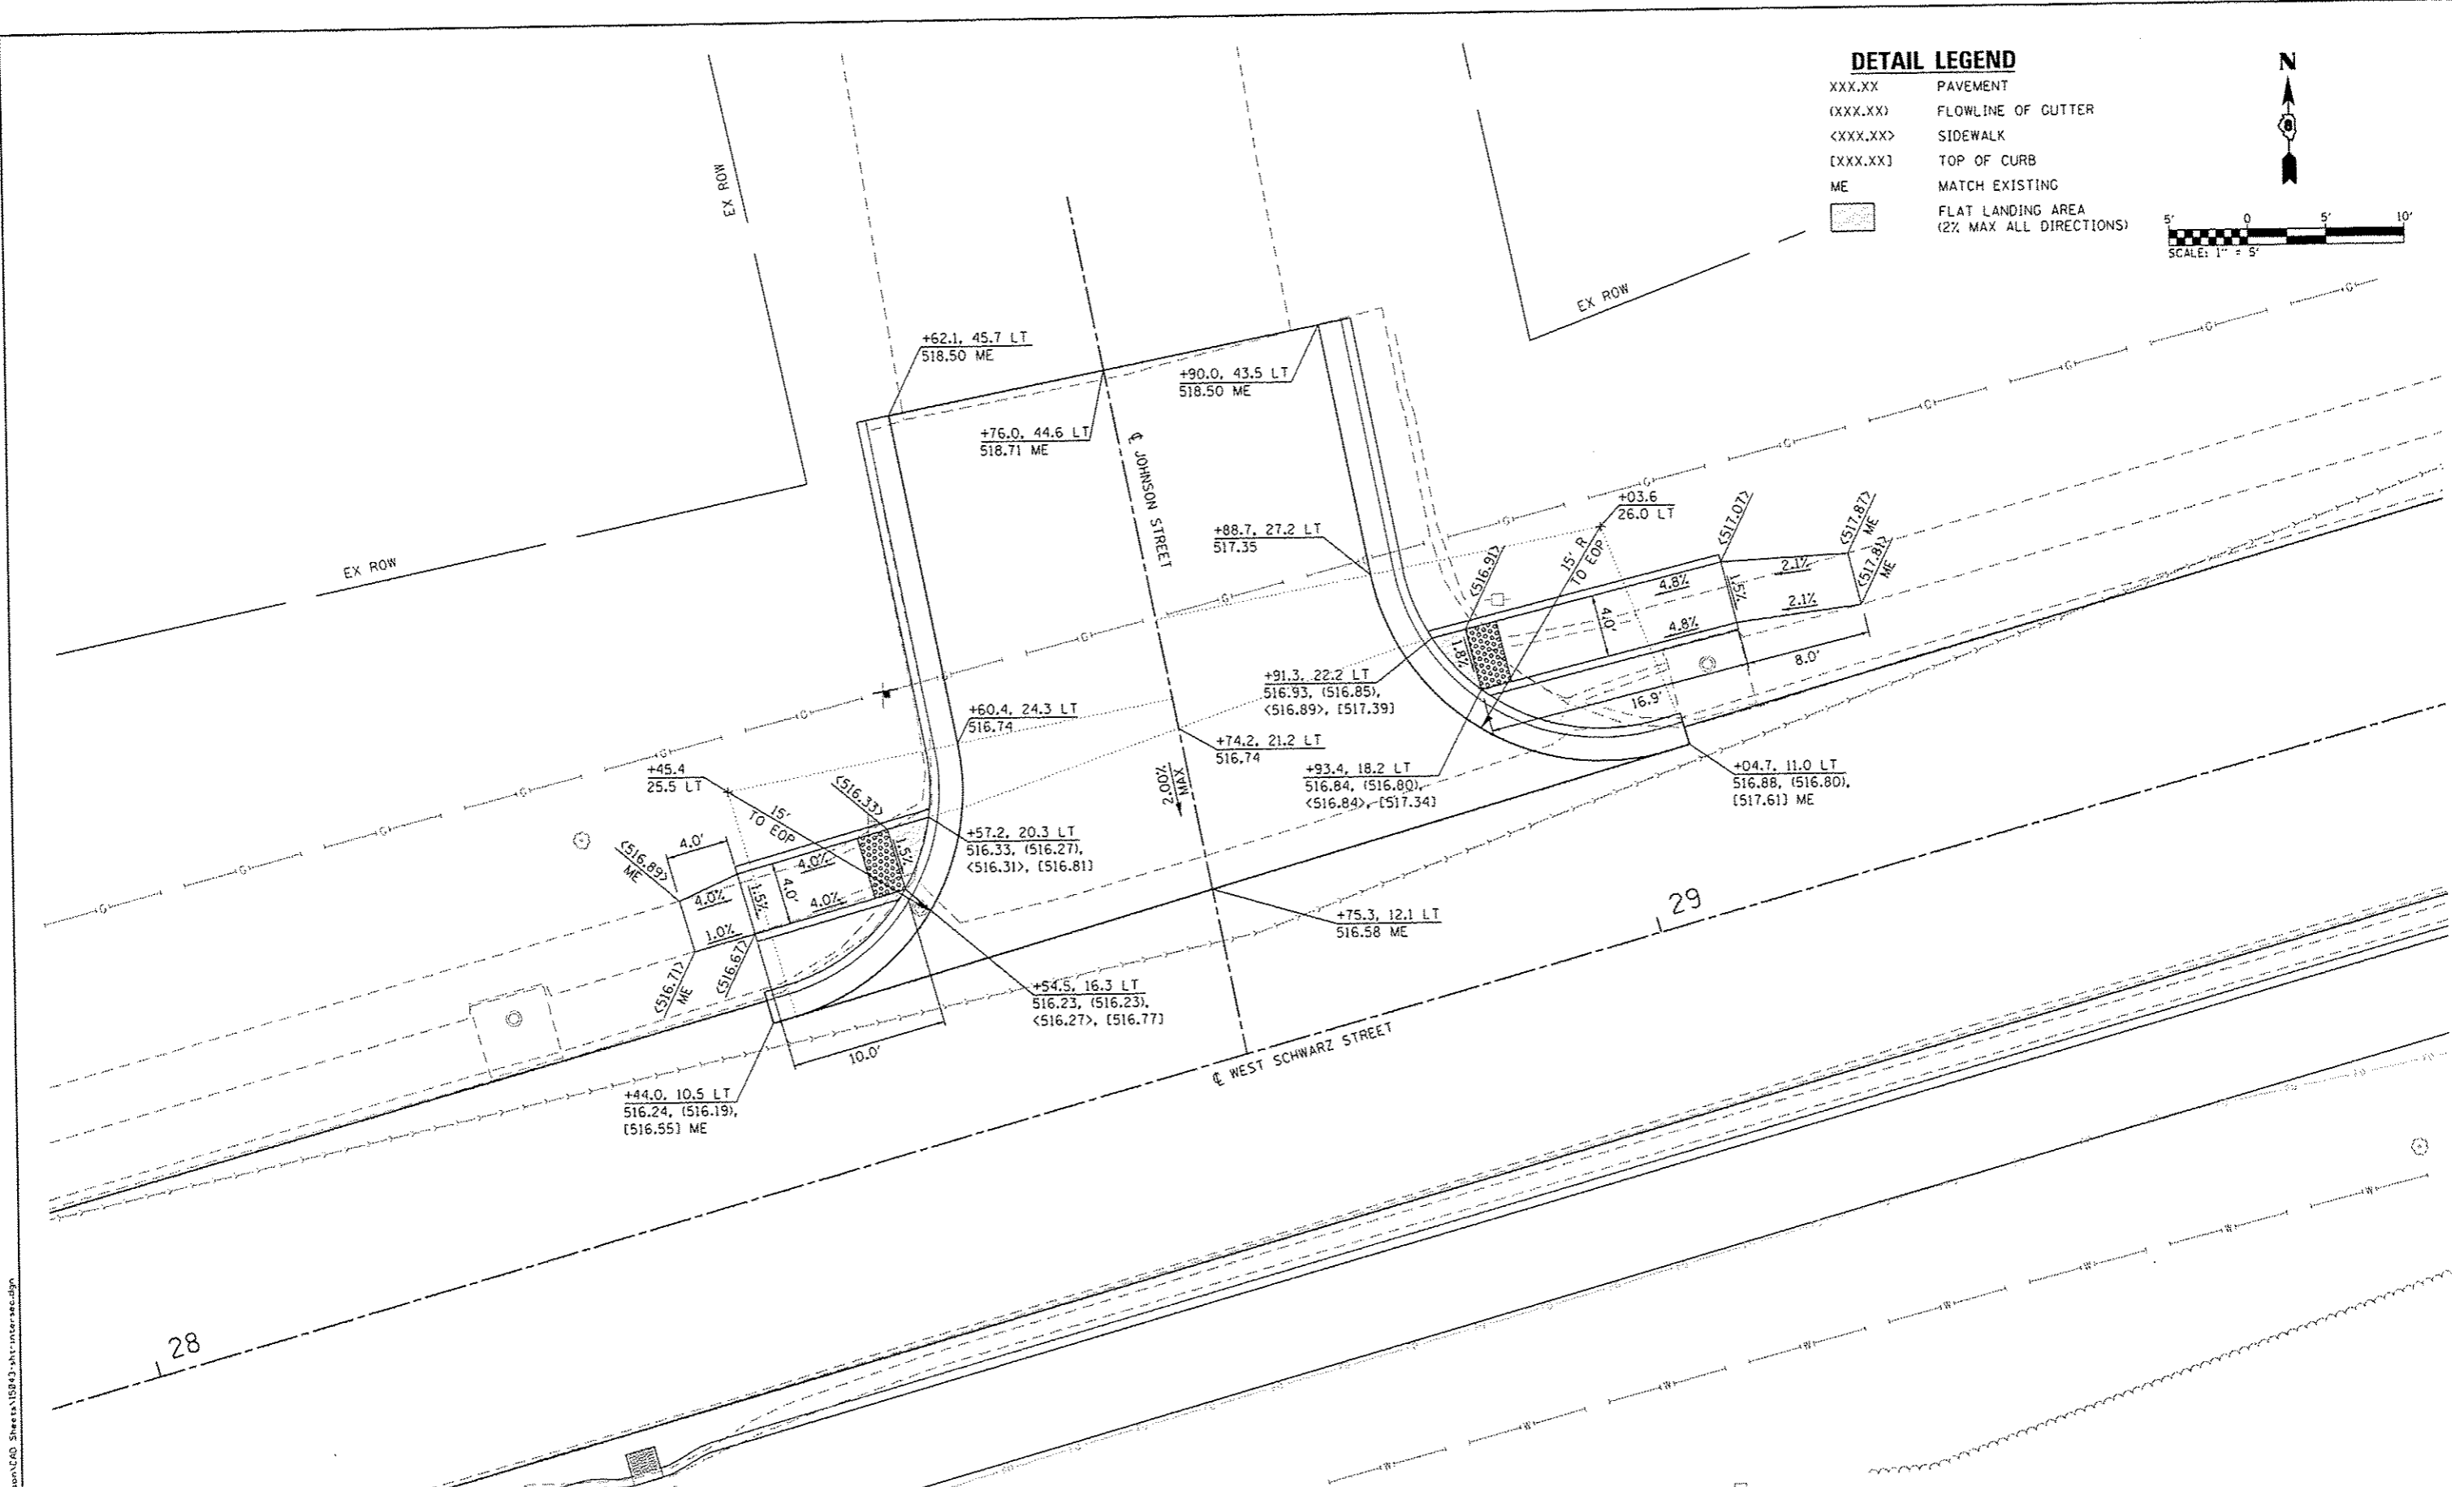 DETAIL LEGEND
XXX.XX PAVEMENT
(XXX.XX) FLOWLINE OF GUTTER
<XXX.XX> SIDEWALK
[XXX.XX] TOP OF CURB
ME MATCH EXISTING
FLAT LANDING AREA
(2% MAX ALL DIRECTIONS)
N
8
5' 0 5' 10'
SCALE: 1" = 5'
EX ROW
EX ROW
EX ROW
+62.1, 45.7 LT
518.50 ME
+90.0, 43.5 LT
518.50 ME
+76.0, 44.6 LT
518.71 ME
℄ JOHNSON STREET
+88.7, 27.2 LT
517.35
+03.6
26.0 LT
15' R
TO EOP
<516.91>
<517.07>
<517.87>
ME
<517.81>
ME
4.8%
4.8%
4.0'
1.5%
2.1%
2.1%
1.8%
8.0'
16.9'
+91.3, 22.2 LT
516.93, (516.85),
<516.89>, [517.39]
+60.4, 24.3 LT
516.74
+74.2, 21.2 LT
516.74
2.00%
MAX
+93.4, 18.2 LT
516.84, (516.80),
<516.84>, [517.34]
+04.7, 11.0 LT
516.88, (516.80),
[517.61] ME
+45.4
25.5 LT
15'
TO EOP
<516.33>
4.0'
<516.89>
ME
4.0%
4.0%
4.0%
1.0%
1.5%
4.0'
1.5%
<516.71>
ME
<516.67>
+57.2, 20.3 LT
516.33, (516.27),
<516.31>, [516.81]
+75.3, 12.1 LT
516.58 ME
+54.5, 16.3 LT
516.23, (516.23),
<516.27>, [516.77]
10.0'
+44.0, 10.5 LT
516.24, (516.19),
[516.55] ME
℄ WEST SCHWARZ STREET
29
28
G G G G G G G G G G G G G G G G G
W W W W W W W W
\CAD Sheets\15043-sht-intersec.dgn